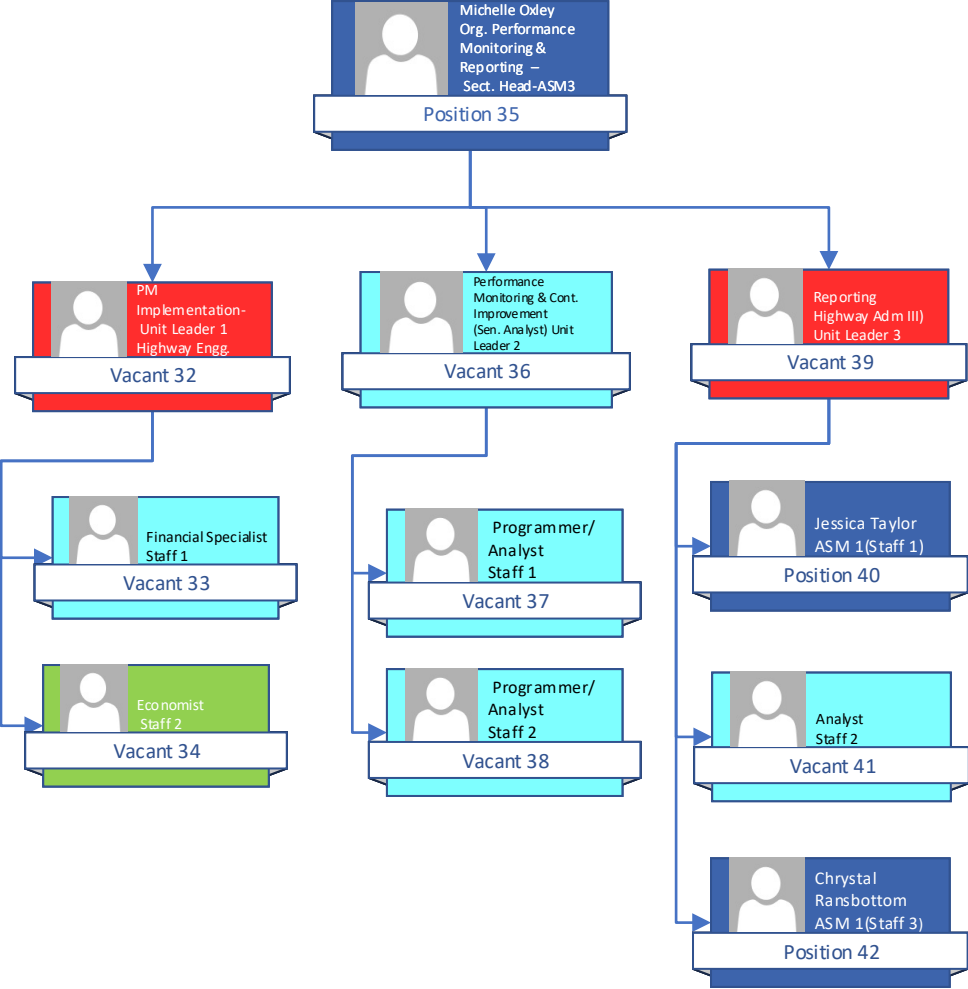 Michelle Oxley
Org. Performance
Monitoring &
Reporting –
Sect. Head-ASM3
Position 35
PM
Implementation-
Unit Leader 1
Highway Engg.
Vacant 32
Performance
Monitoring & Cont.
Improvement
(Sen. Analyst) Unit
Leader 2
Vacant 36
Reporting
Highway Adm III)
Unit Leader 3
Vacant 39
Financial Specialist
Staff 1
Vacant 33
Economist
Staff 2
Vacant 34
Programmer/
Analyst
Staff 1
Vacant 37
Programmer/
Analyst
Staff 2
Vacant 38
Jessica Taylor
ASM 1(Staff 1)
Position 40
Analyst
Staff 2
Vacant 41
Chrystal
Ransbottom
ASM 1(Staff 3)
Position 42